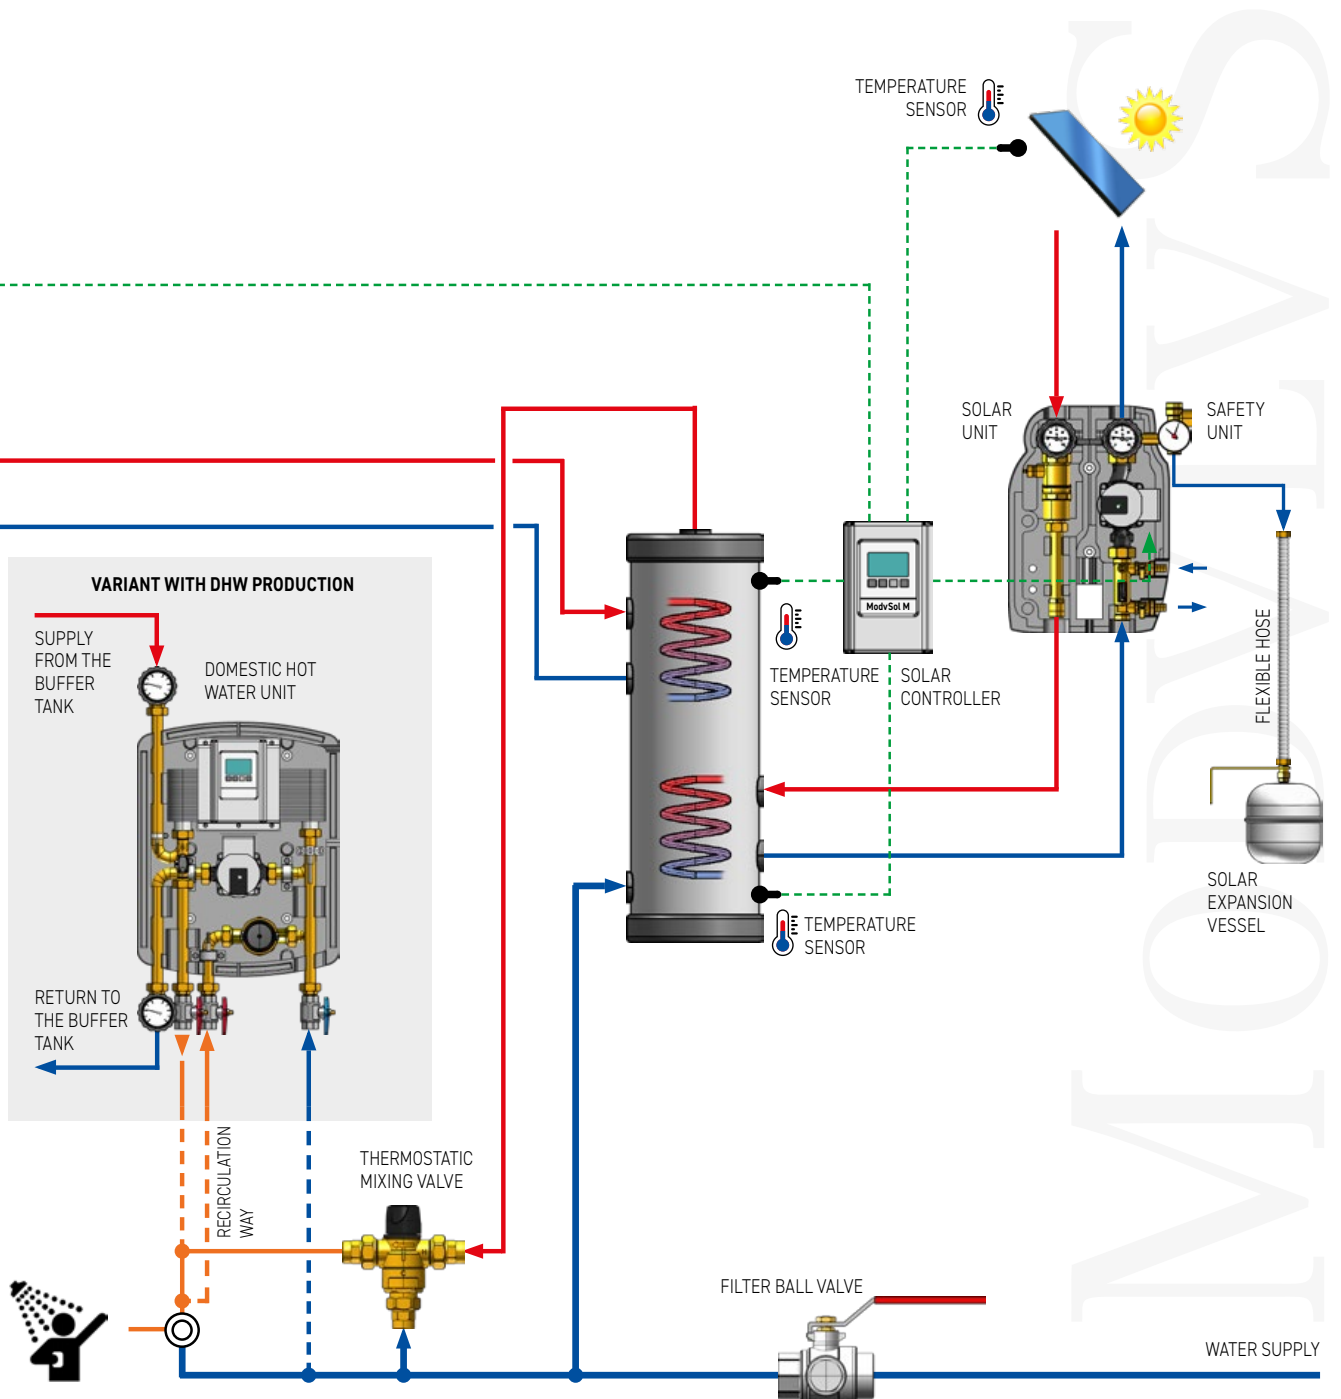 TEMPERATURE
SENSOR
SOLAR
UNIT
SAFETY
UNIT
VARIANT WITH DHW PRODUCTION
SUPPLY
FROM THE
BUFFER
TANK
DOMESTIC HOT
WATER UNIT
ModvSol M
TEMPERATURE
SENSOR
SOLAR
CONTROLLER
FLEXIBLE HOSE
SOLAR
EXPANSION
VESSEL
TEMPERATURE
SENSOR
RETURN TO
THE BUFFER
TANK
RECIRCULATION
WAY
THERMOSTATIC
MIXING VALVE
FILTER BALL VALVE
WATER SUPPLY
MODVLVS